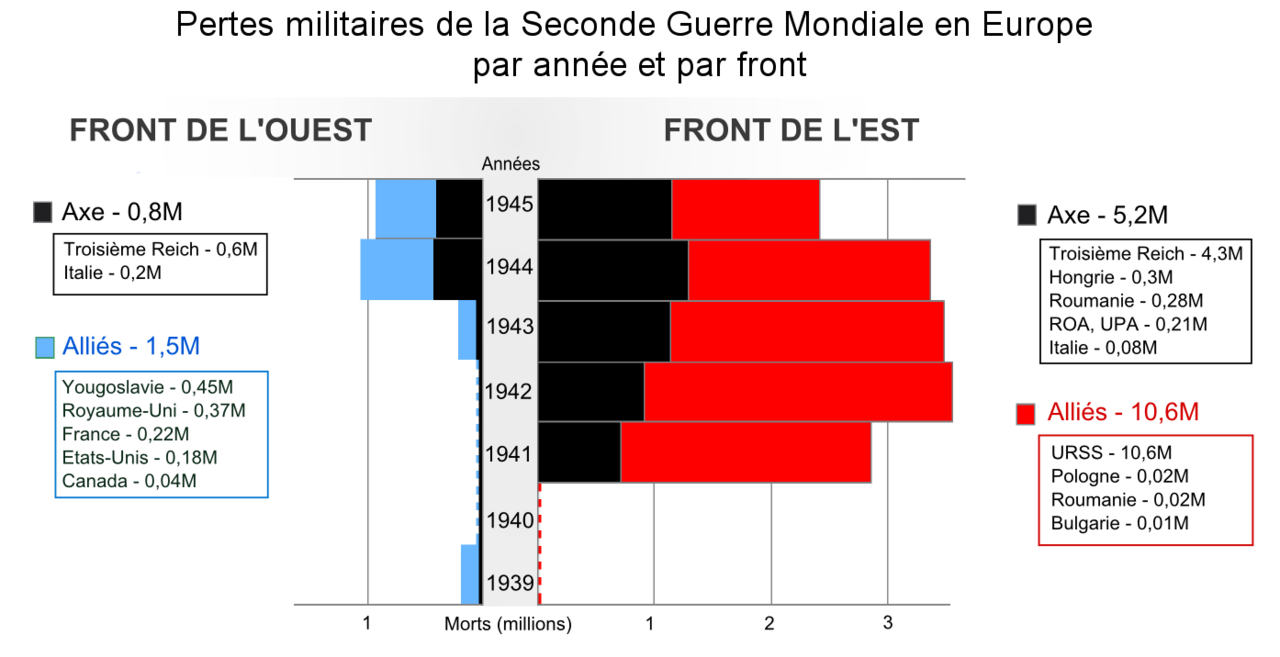 Pertes militaires de la Seconde Guerre Mondiale en Europe
par année et par front
FRONT DE L'OUEST
FRONT DE L'EST
Années
Axe - 0,8M
Troisième Reich - 0,6M
Italie - 0,2M
Alliés - 1,5M
Yougoslavie - 0,45M
Royaume-Uni - 0,37M
France - 0,22M
Etats-Unis - 0,18M
Canada - 0,04M
1945
1944
1943
1942
1941
1940
1939
Axe - 5,2M
Troisième Reich - 4,3M
Hongrie - 0,3M
Roumanie - 0,28M
ROA, UPA - 0,21M
Italie - 0,08M
Alliés - 10,6M
URSS - 10,6M
Pologne - 0,02M
Roumanie - 0,02M
Bulgarie - 0,01M
1 Morts (millions) 1 2 3